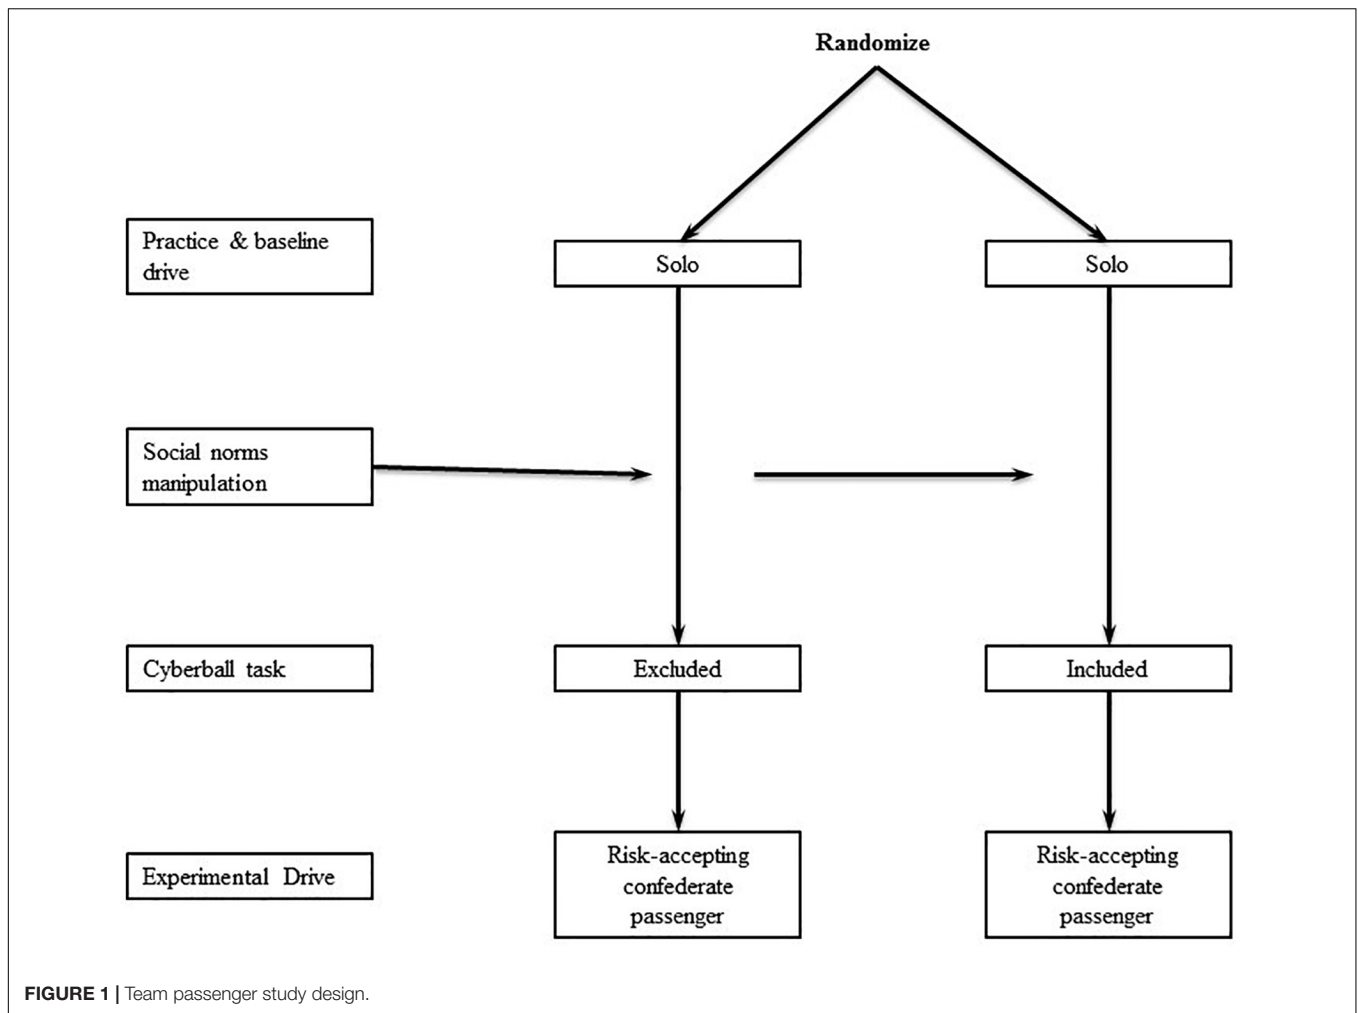 Randomize
Practice & baseline
drive
Solo
Solo
Social norms
manipulation
Cyberball task
Excluded
Included
Experimental Drive
Risk-accepting
confederate
passenger
Risk-accepting
confederate
passenger
FIGURE 1 | Team passenger study design.